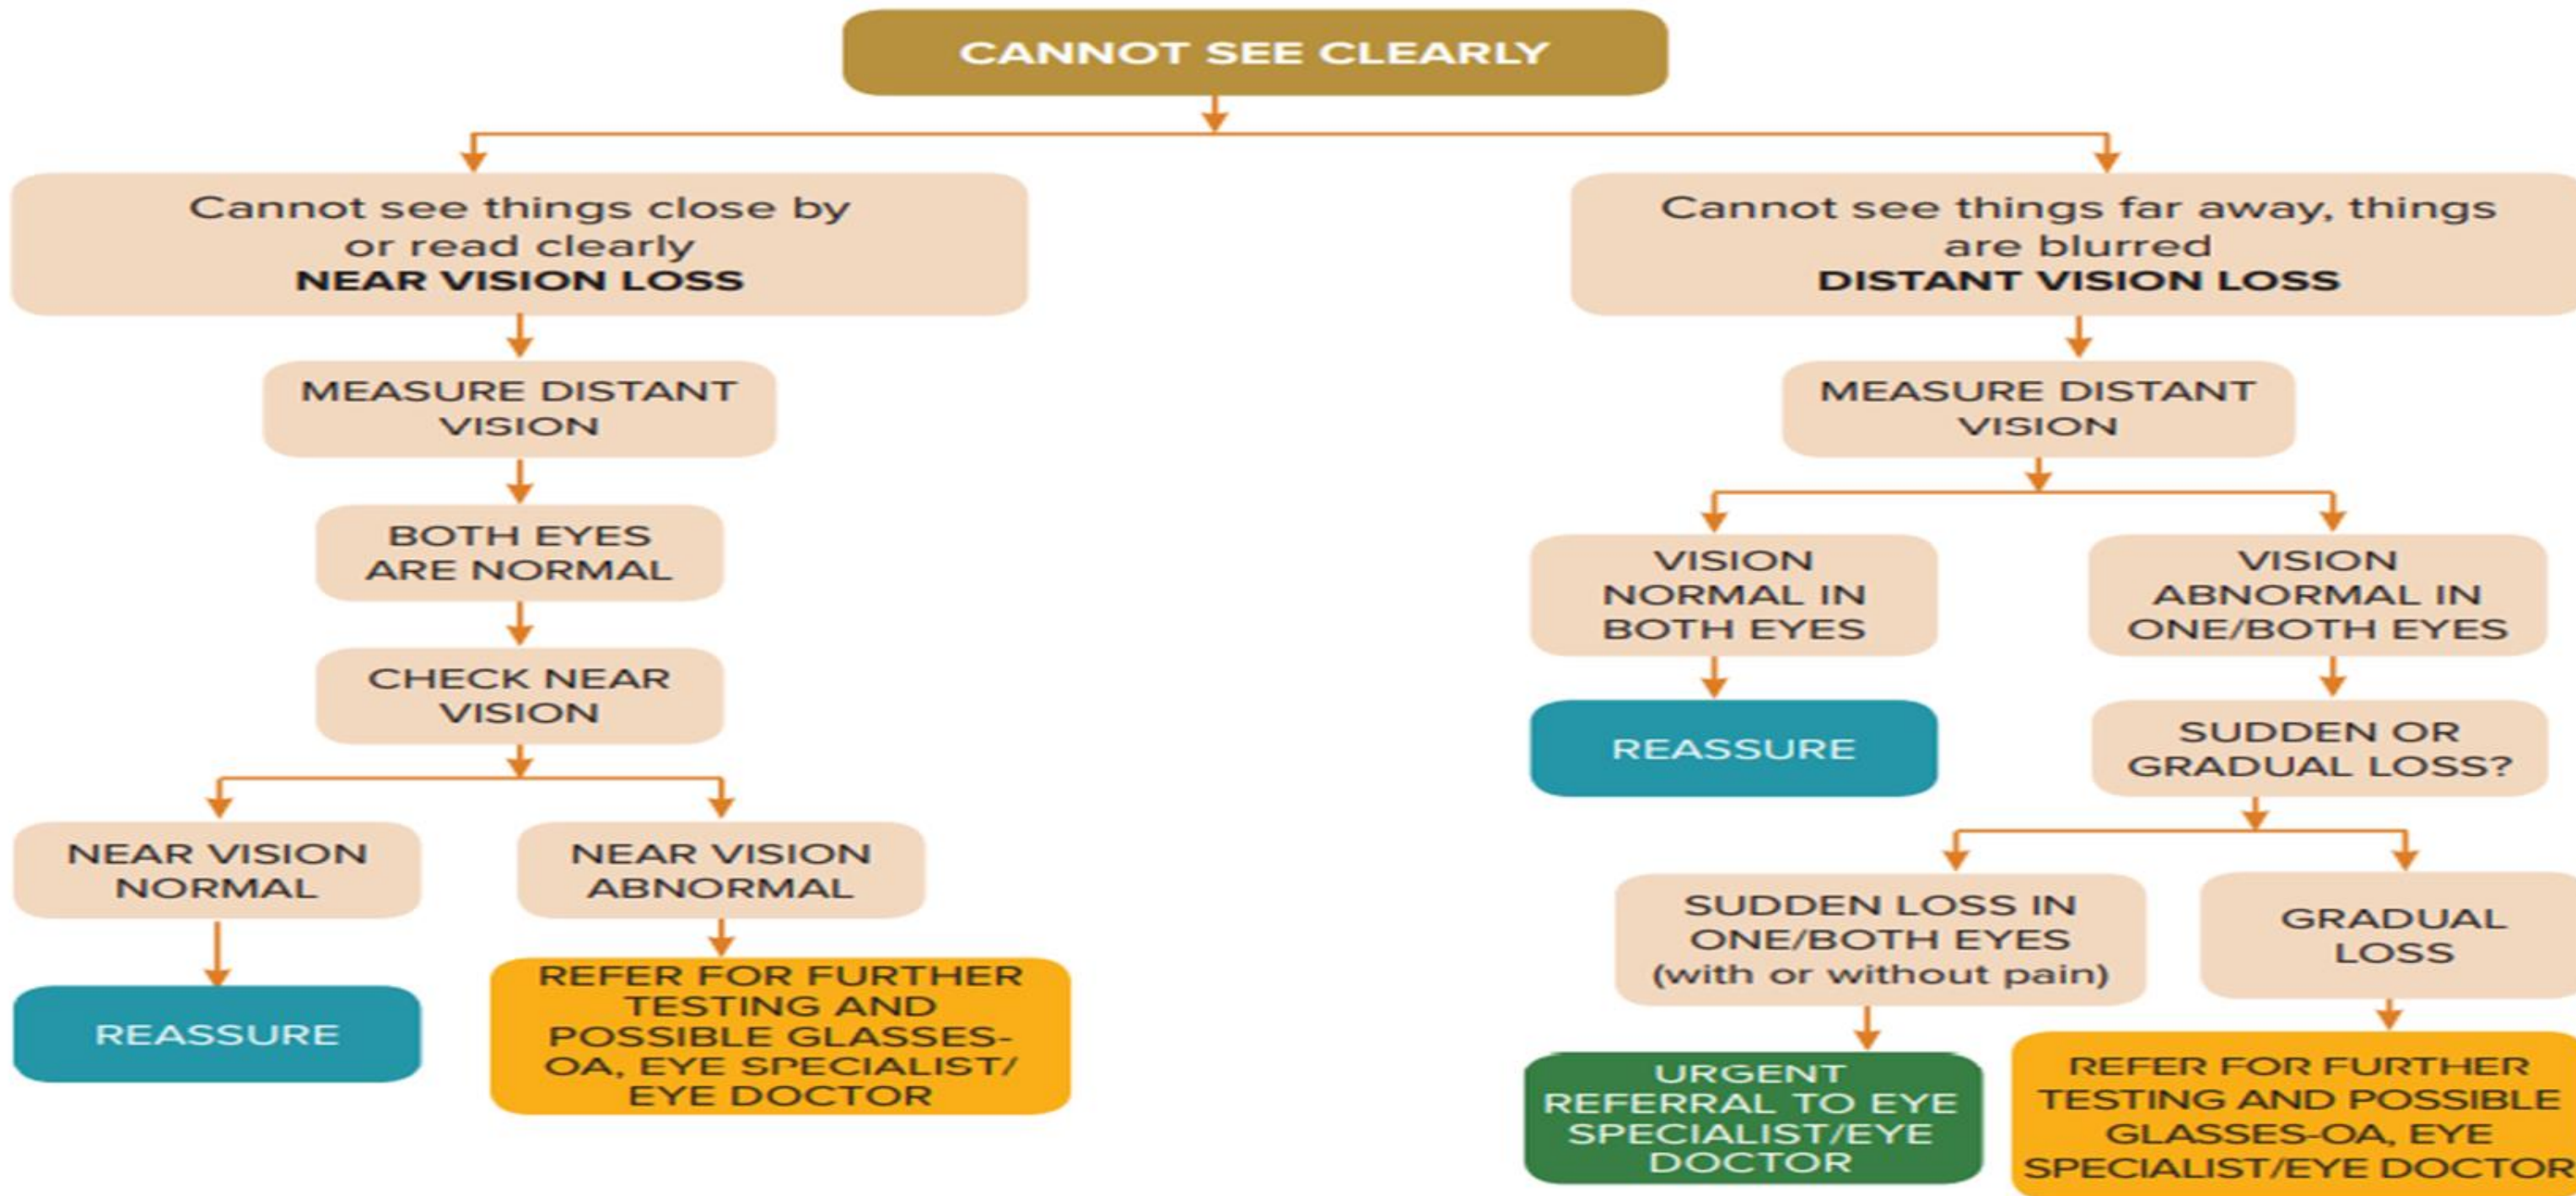 CANNOT SEE CLEARLY
Cannot see things close by
or read clearly
NEAR VISION LOSS
MEASURE DISTANT
VISION
BOTH EYES
ARE NORMAL
CHECK NEAR
VISION
NEAR VISION
NORMAL
REASSURE
NEAR VISION
ABNORMAL
REFER FOR FURTHER
TESTING AND
POSSIBLE GLASSES-
OA, EYE SPECIALIST/
EYE DOCTOR
Cannot see things far away, things
are blurred
DISTANT VISION LOSS
MEASURE DISTANT
VISION
VISION
NORMAL IN
BOTH EYES
REASSURE
VISION
ABNORMAL IN
ONE/BOTH EYES
SUDDEN OR
GRADUAL LOSS?
SUDDEN LOSS IN
ONE/BOTH EYES
(with or without pain)
URGENT
REFERRAL TO EYE
SPECIALIST/EYE
DOCTOR
GRADUAL
LOSS
REFER FOR FURTHER
TESTING AND POSSIBLE
GLASSES-OA, EYE
SPECIALIST/EYE DOCTOR